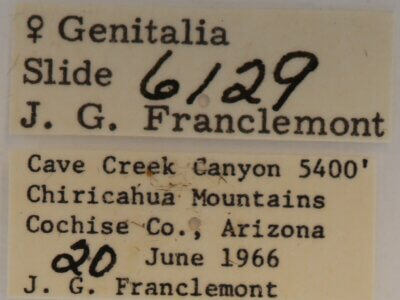 ♀ Genitalia
Slide 6129
J. G. Franclemont
Cave Creek Canyon 5400'
Chiricahua Mountains
Cochise Co., Arizona
20 June 1966
J. G. Franclemont